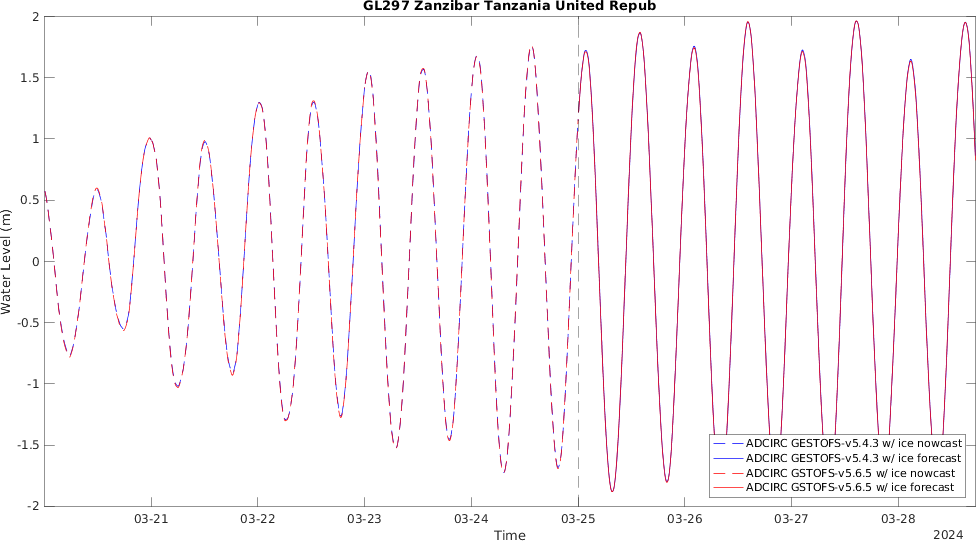 GL297 Zanzibar Tanzania United Repub
2
1.5
1
0.5
0
-0.5
-1
-1.5
-2
Water Level (m)
ADCIRC GESTOFS-v5.4.3 w/ ice nowcast
ADCIRC GESTOFS-v5.4.3 w/ ice forecast
ADCIRC GSTOFS-v5.6.5 w/ ice nowcast
ADCIRC GSTOFS-v5.6.5 w/ ice forecast
03-21 03-22 03-23 03-24 03-25 03-26 03-27 03-28
Time
2024